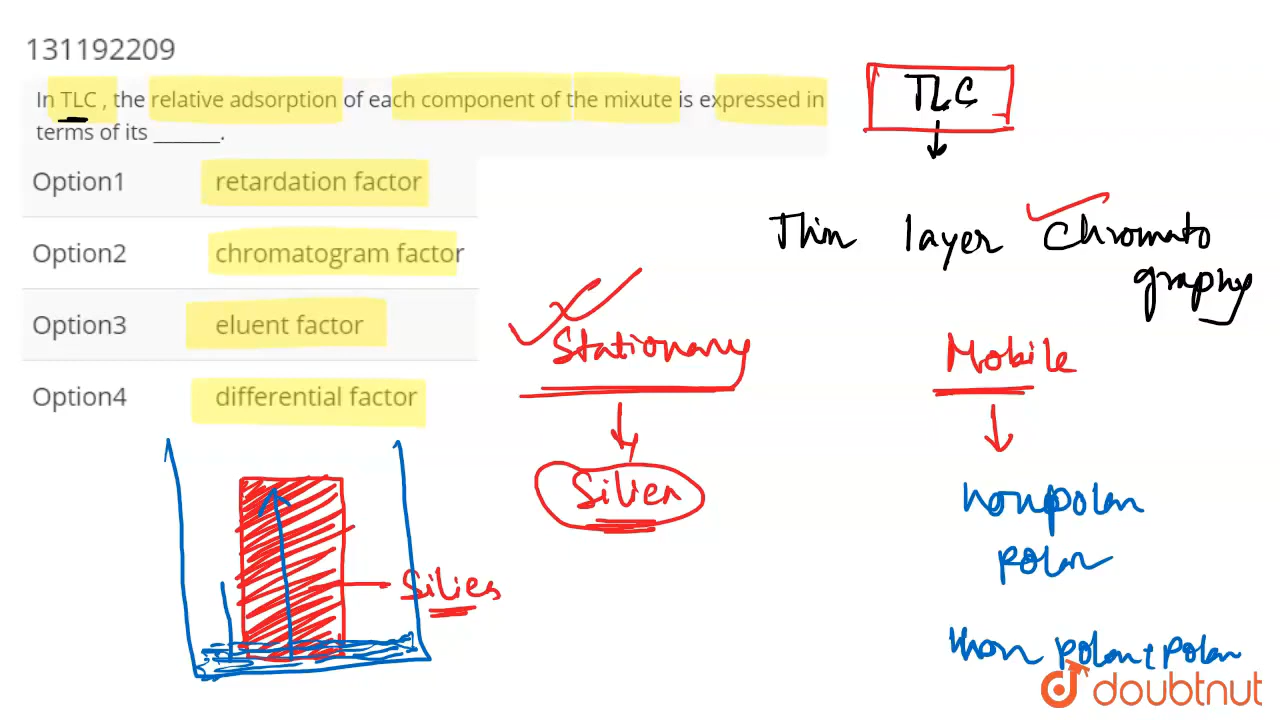 131192209
In TLC , the relative adsorption of each component of the mixute is expressed in
terms of its _______.
Option1 retardation factor
Option2 chromatogram factor
Option3 eluent factor
Option4 differential factor
TLC
Thin layer Chromato
graphy
Stationary
Mobile
Silica
nonpolar
polar
Silica
non polar + polar
doubtnut